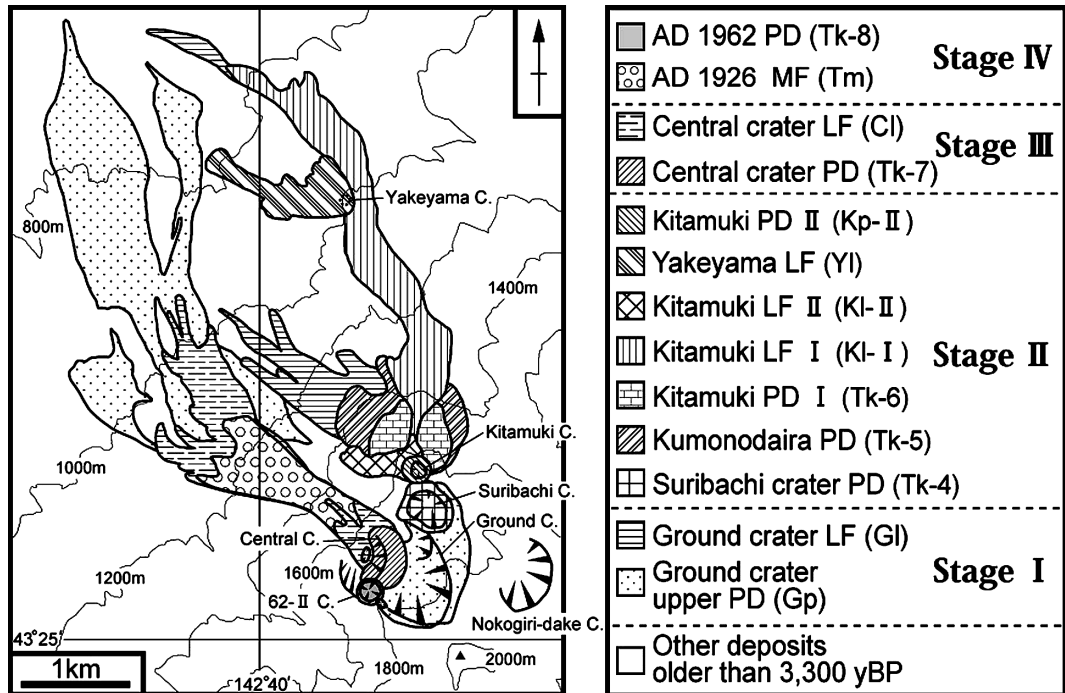 Yakeyama C.
800m
1400m
Kitamuki C.
1000m
Suribachi C.
Ground C.
Central C.
1200m
1600m
62-Ⅱ C.
Nokogiri-dake C.
43°25′
1km
142°40′
1800m
2000m
AD 1962 PD (Tk-8)
AD 1926 MF (Tm)
Stage Ⅳ
Central crater LF (Cl)
Central crater PD (Tk-7)
Stage Ⅲ
Kitamuki PD Ⅱ (Kp-Ⅱ)
Yakeyama LF (Yl)
Kitamuki LF Ⅱ (Kl-Ⅱ)
Kitamuki LF Ⅰ (Kl-Ⅰ)
Kitamuki PD Ⅰ (Tk-6)
Kumonodaira PD (Tk-5)
Suribachi crater PD (Tk-4)
Stage Ⅱ
Ground crater LF (Gl)
Ground crater
upper PD (Gp)
Stage Ⅰ
Other deposits
older than 3,300 yBP